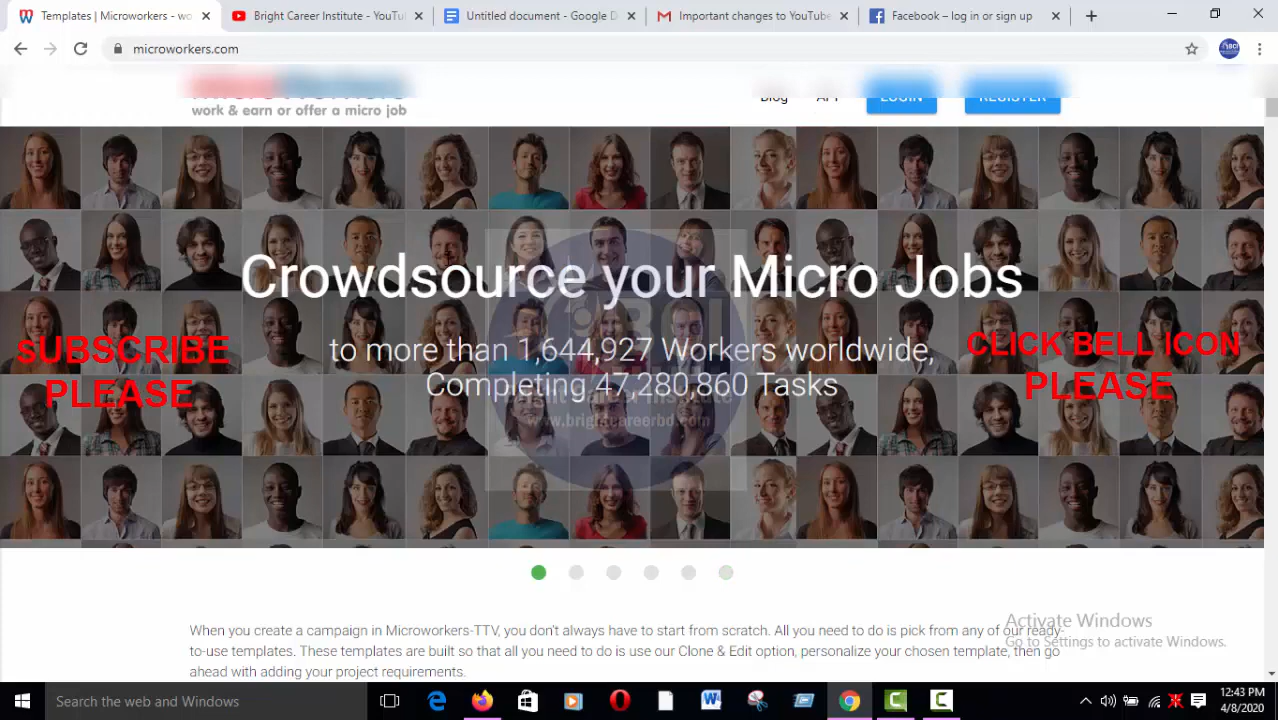 Templates | Microworkers - wo
Bright Career Institute - YouTu
Untitled document - Google D
Important changes to YouTube
Facebook – log in or sign up
microworkers.com
work & earn or offer a micro job
Blog
API
LOGIN
REGISTER
Crowdsource your Micro Jobs
to more than 1,644,927 Workers worldwide,
Completing 47,280,860 Tasks
sUBSCRIBE
PLEASE
CLICK BELL ICON
PLEASE
BCI
www.brightcareerbd.com
When you create a campaign in Microworkers-TTV, you don't always have to start from scratch. All you need to do is pick from any of our ready-
to-use templates. These templates are built so that all you need to do is use our Clone & Edit option, personalize your chosen template, then go
ahead with adding your project requirements.
Activate Windows
Go to Settings to activate Windows.
Search the web and Windows
12:43 PM
4/8/2020